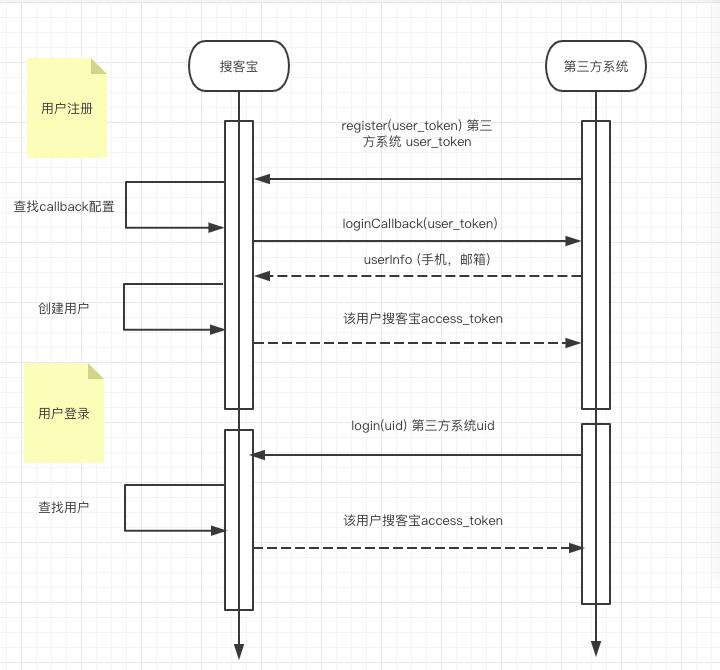 搜客宝
第三方系统
用户注册
register(user_token) 第三
方系统 user_token
查找callback配置
loginCallback(user_token)
userInfo (手机，邮箱)
创建用户
该用户搜客宝access_token
用户登录
login(uid) 第三方系统uid
查找用户
该用户搜客宝access_token